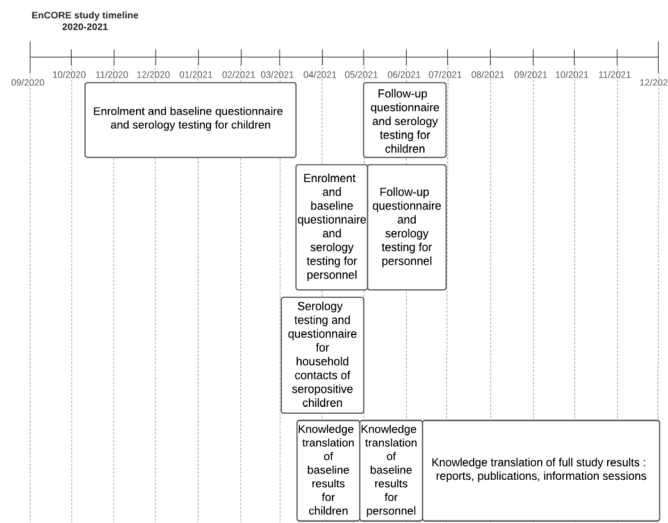 EnCORE study timeline
2020-2021
09/2020
10/2020
11/2020
12/2020
01/2021
02/2021
03/2021
04/2021
05/2021
06/2021
07/2021
08/2021
09/2021
10/2021
11/2021
12/202
Enrolment and baseline questionnaire
and serology testing for children
Follow-up
questionnaire
and serology
testing for
children
Enrolment
and
baseline
questionnaire
and
serology
testing for
personnel
Follow-up
questionnaire
and
serology
testing for
personnel
Serology
testing and
questionnaire
for
household
contacts of
seropositive
children
Knowledge
translation
of
baseline
results
for
children
Knowledge
translation
of
baseline
results
for
personnel
Knowledge translation of full study results :
reports, publications, information sessions